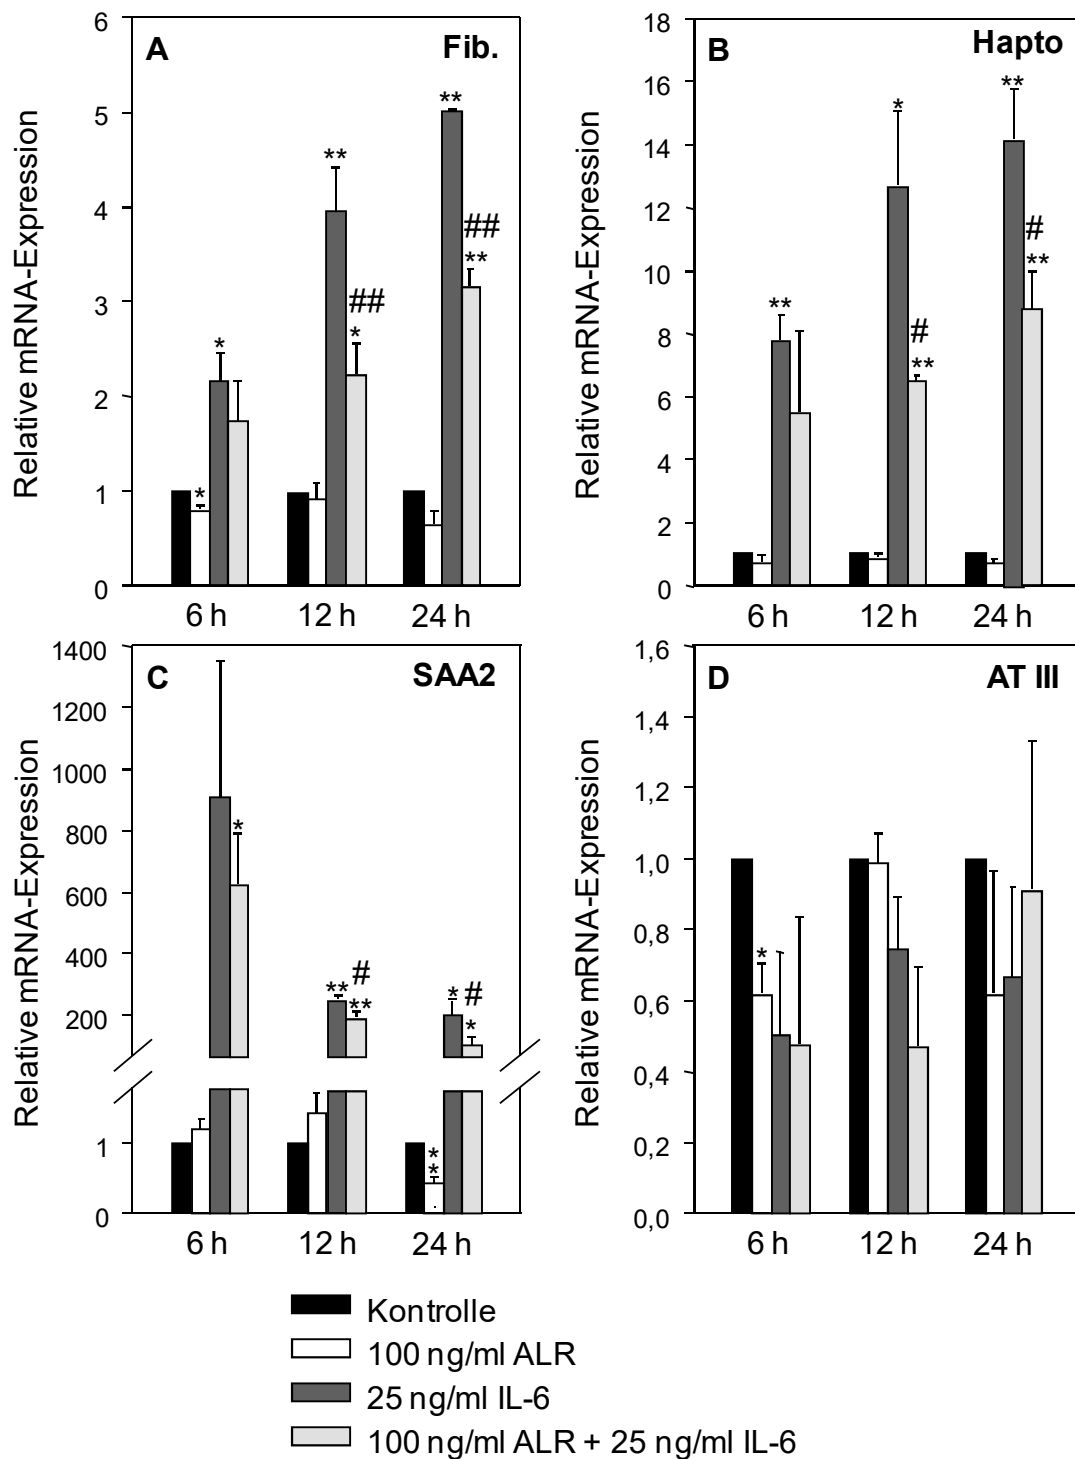 A Fib.
Relative mRNA-Expression
6
5
4
3
2
1
0
* * ** * ## ** ** ##
6 h 12 h 24 h
B Hapto
Relative mRNA-Expression
18
16
14
12
10
8
6
4
2
0
** * ** # ** ** #
6 h 12 h 24 h
C SAA2
Relative mRNA-Expression
1400
1200
1000
800
600
400
200
1
0
* ** ** # ** * * #
6 h 12 h 24 h
D AT III
Relative mRNA-Expression
1,6
1,4
1,2
1,0
0,8
0,6
0,4
0,2
0,0
*
6 h 12 h 24 h
Kontrolle
100 ng/ml ALR
25 ng/ml IL-6
100 ng/ml ALR + 25 ng/ml IL-6